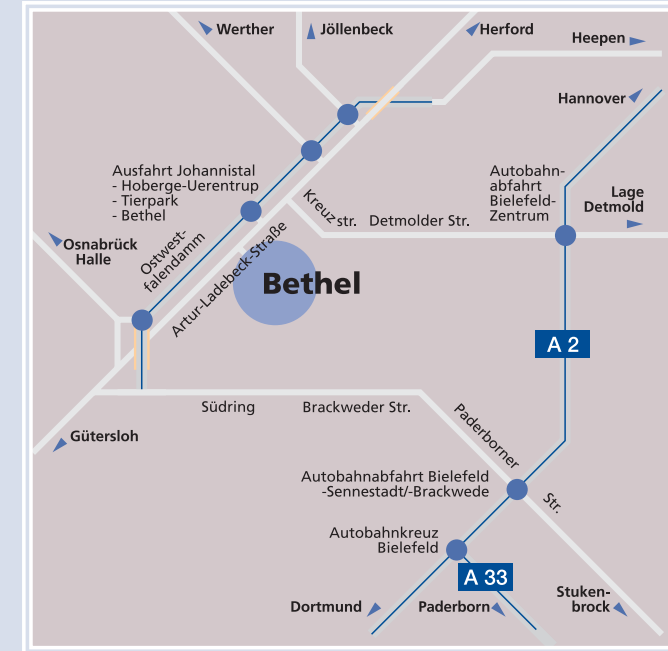 Werther
Jöllenbeck
Herford
Heepen
Hannover
Ausfahrt Johannistal
- Hoberge-Uerentrup
- Tierpark
- Bethel
Autobahn-
abfahrt
Bielefeld-
Zentrum
Lage
Detmold
Kreuz
str.
Detmolder Str.
Osnabrück
Halle
Ostwest-
falendamm
Artur-Ladebeck-Straße
Bethel
A 2
Südring
Brackweder Str.
Paderborner
Str.
Gütersloh
Autobahnabfahrt Bielefeld
-Sennestadt/-Brackwede
Autobahnkreuz
Bielefeld
A 33
Dortmund
Paderborn
Stuken-
brock